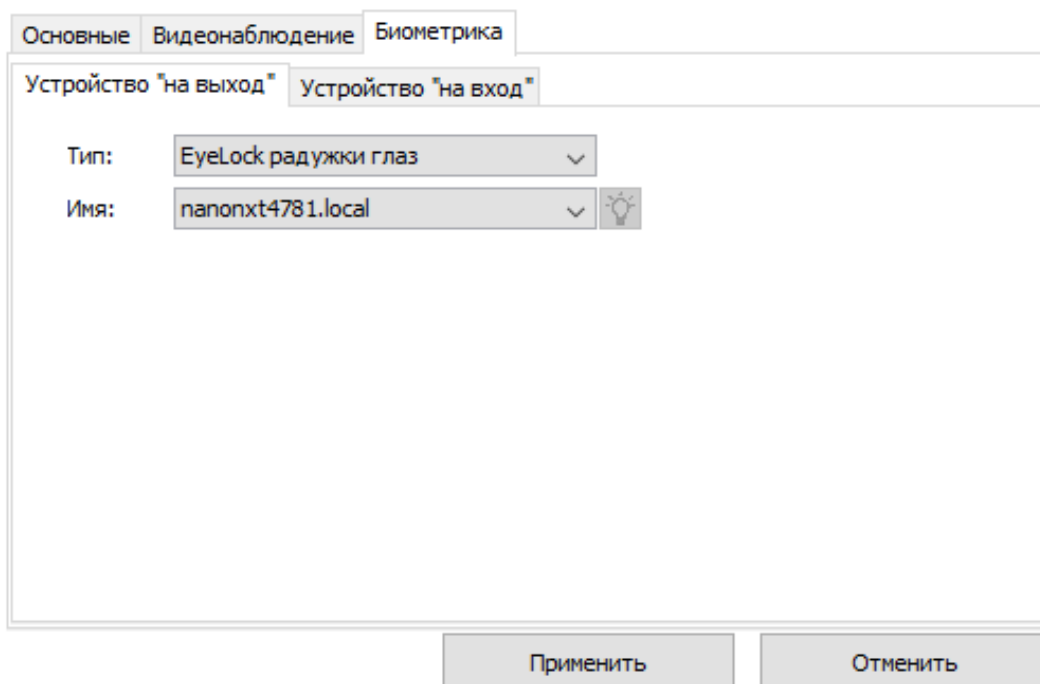 Основные Видеонаблюдение Биометрика
Устройство "на выход" Устройство "на вход"
Тип: EyeLock радужки глаз
Имя: nanonxt4781.local
Применить Отменить